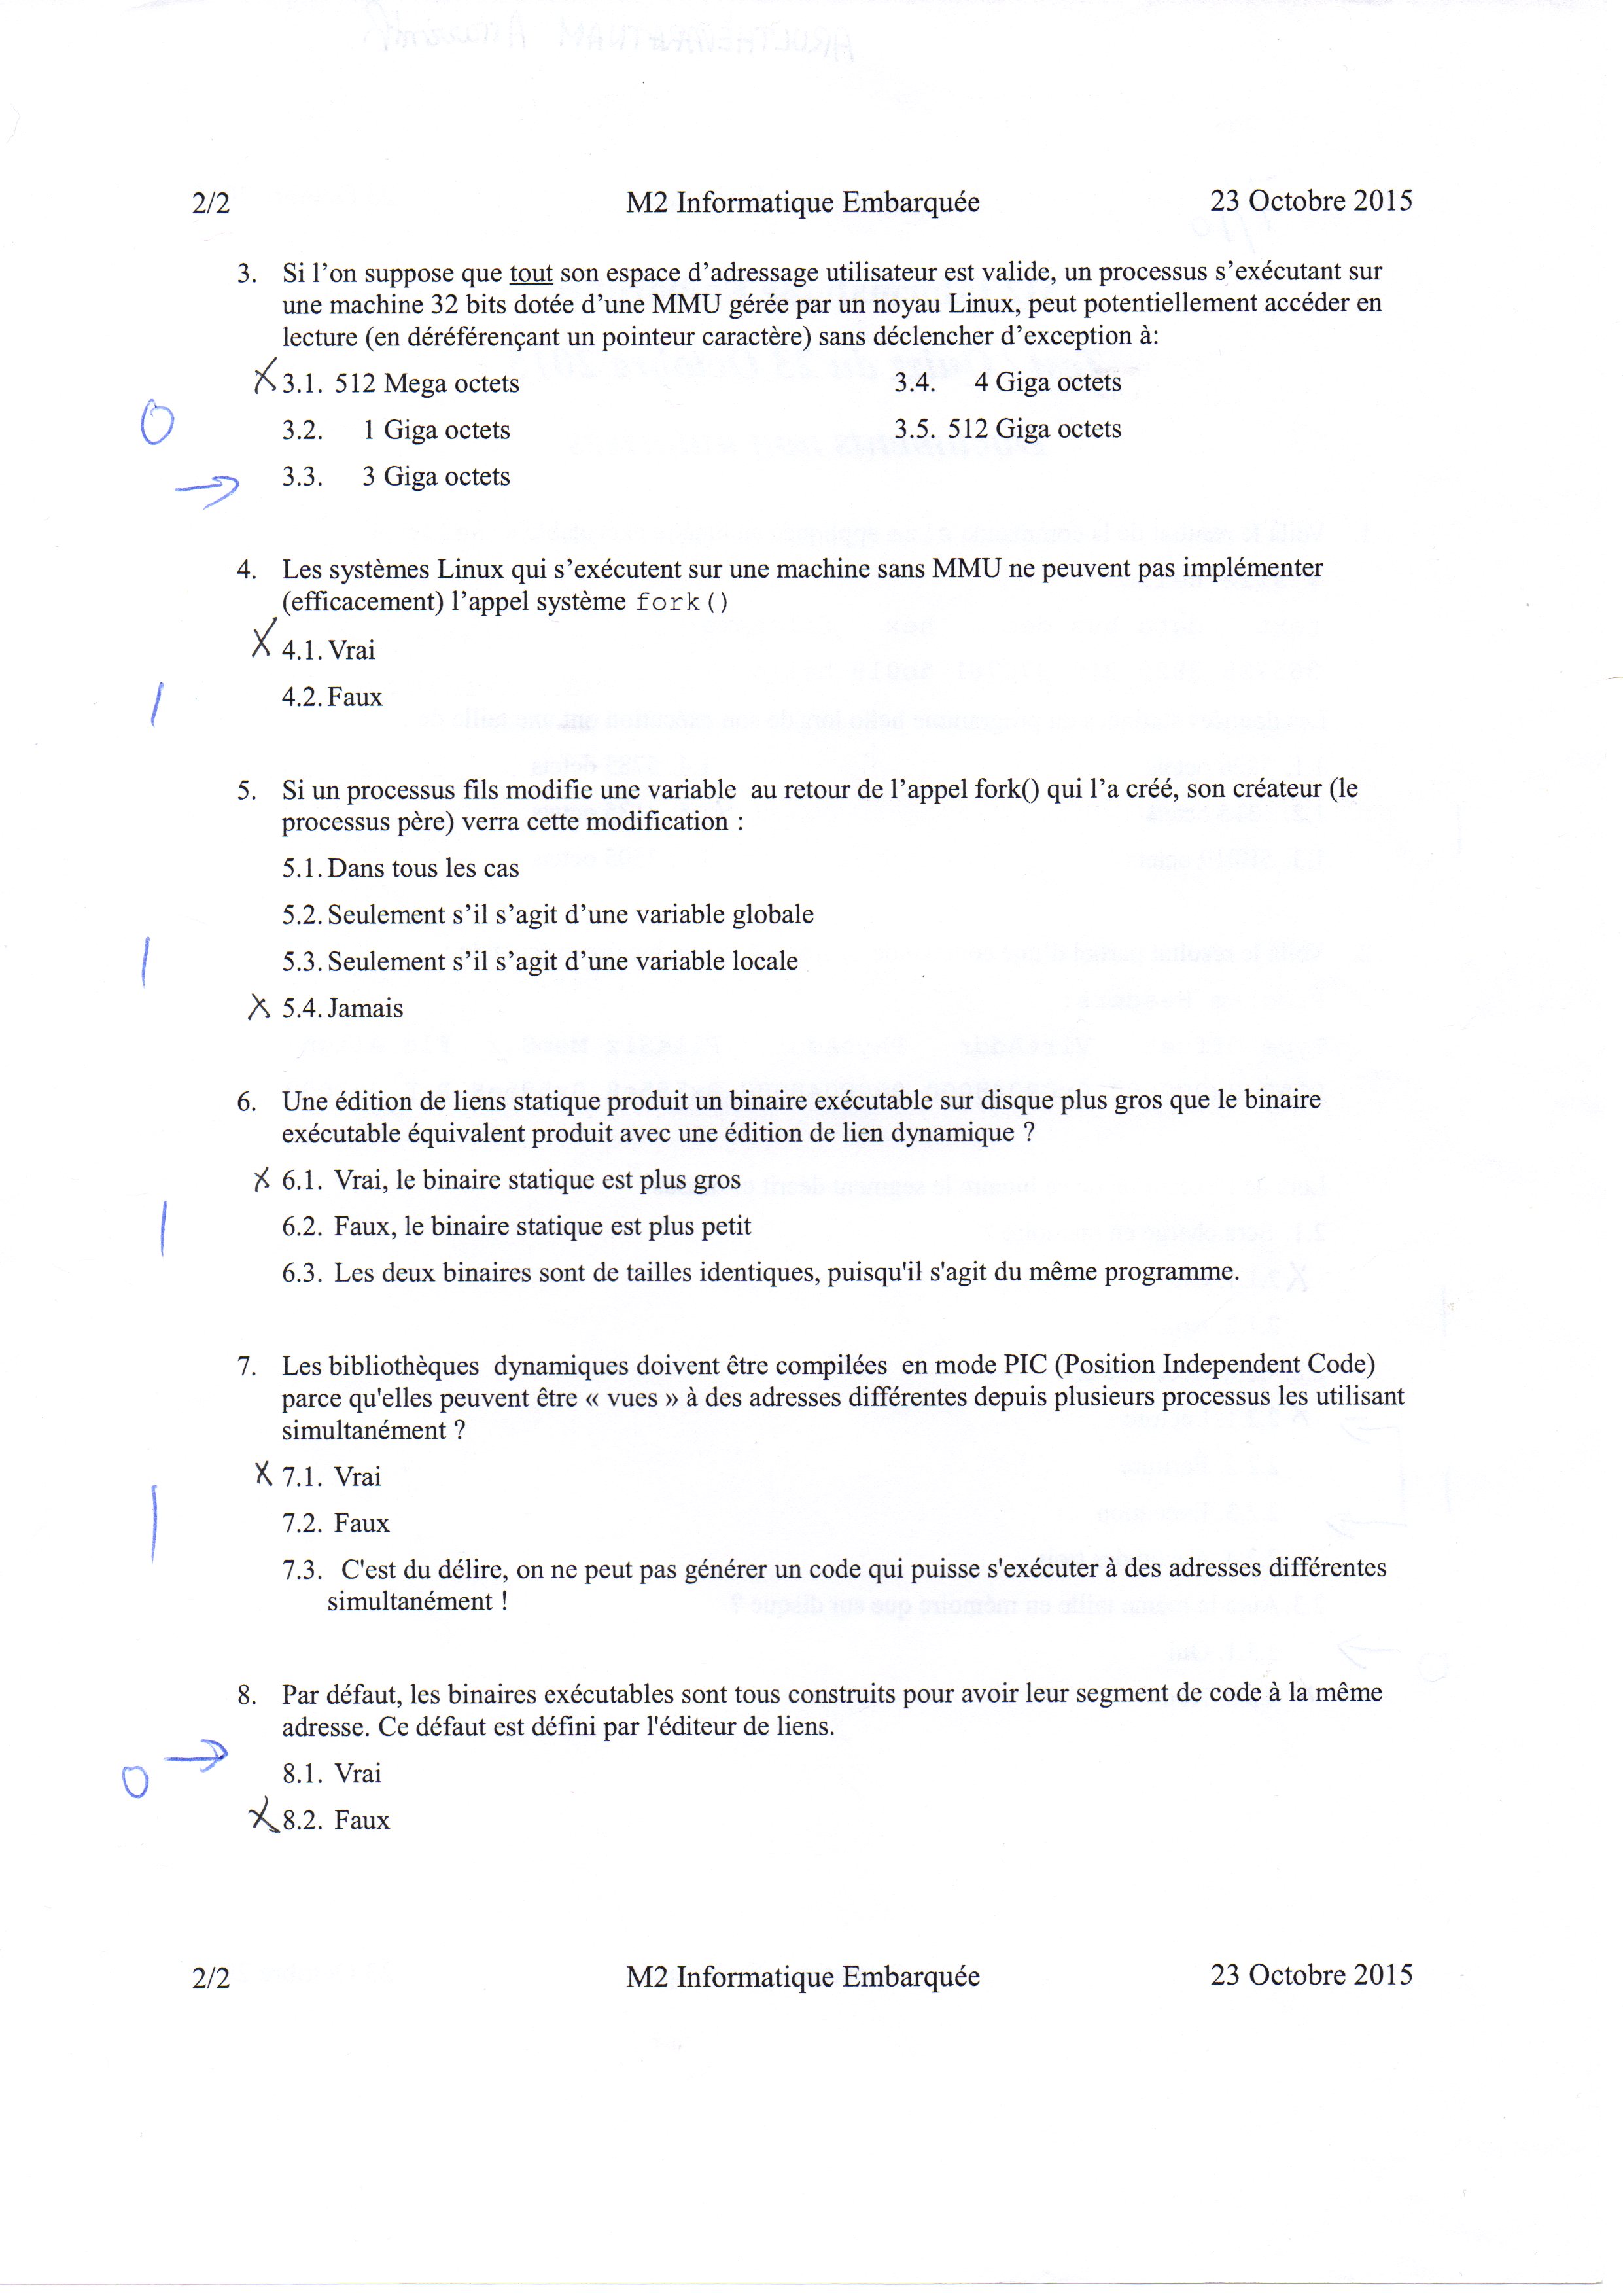 2/2 M2 Informatique Embarquée 23 Octobre 2015
3. Si l’on suppose que tout son espace d’adressage utilisateur est valide, un processus s’exécutant sur
une machine 32 bits dotée d’une MMU gérée par un noyau Linux, peut potentiellement accéder en
lecture (en déréférençant un pointeur caractère) sans déclencher d’exception à:
X 3.1. 512 Mega octets 3.4. 4 Giga octets
0
3.2. 1 Giga octets 3.5. 512 Giga octets
→ 3.3. 3 Giga octets
4. Les systèmes Linux qui s’exécutent sur une machine sans MMU ne peuvent pas implémenter
(efficacement) l’appel système fork()
X 4.1. Vrai
1 4.2. Faux
5. Si un processus fils modifie une variable au retour de l’appel fork() qui l’a créé, son créateur (le
processus père) verra cette modification :
5.1. Dans tous les cas
5.2. Seulement s’il s’agit d’une variable globale
1 5.3. Seulement s’il s’agit d’une variable locale
X 5.4. Jamais
6. Une édition de liens statique produit un binaire exécutable sur disque plus gros que le binaire
exécutable équivalent produit avec une édition de lien dynamique ?
X 6.1. Vrai, le binaire statique est plus gros
1 6.2. Faux, le binaire statique est plus petit
6.3. Les deux binaires sont de tailles identiques, puisqu'il s'agit du même programme.
7. Les bibliothèques dynamiques doivent être compilées en mode PIC (Position Independent Code)
parce qu'elles peuvent être « vues » à des adresses différentes depuis plusieurs processus les utilisant
simultanément ?
X 7.1. Vrai
1 7.2. Faux
7.3. C'est du délire, on ne peut pas générer un code qui puisse s'exécuter à des adresses différentes
simultanément !
8. Par défaut, les binaires exécutables sont tous construits pour avoir leur segment de code à la même
adresse. Ce défaut est défini par l'éditeur de liens.
0 → 8.1. Vrai
X 8.2. Faux
2/2 M2 Informatique Embarquée 23 Octobre 2015